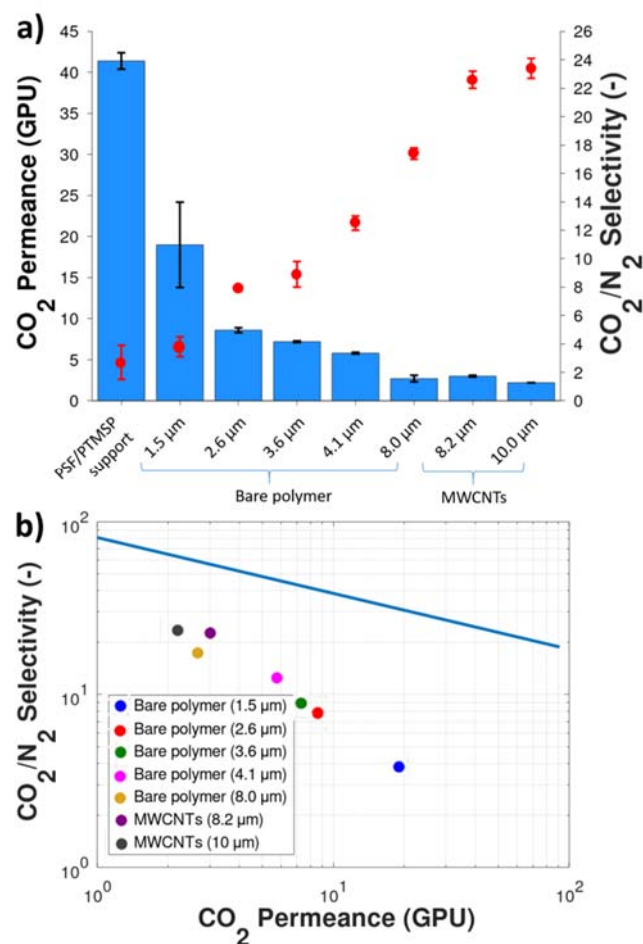 a)
CO2 Permeance (GPU)
45
40
35
30
25
20
15
10
5
0
CO2/N2 Selectivity (-)
26
24
22
20
18
16
14
12
10
8
6
4
2
0
PSF/PTMSP
support
1.5 µm
2.6 µm
3.6 µm
4.1 µm
8.0 µm
8.2 µm
10.0 µm
Bare polymer
MWCNTs
b)
CO2/N2 Selectivity (-)
10^2
10^1
10^0
Bare polymer (1.5 µm)
Bare polymer (2.6 µm)
Bare polymer (3.6 µm)
Bare polymer (4.1 µm)
Bare polymer (8.0 µm)
MWCNTs (8.2 µm)
MWCNTs (10 µm)
10^0
10^1
10^2
CO2 Permeance (GPU)